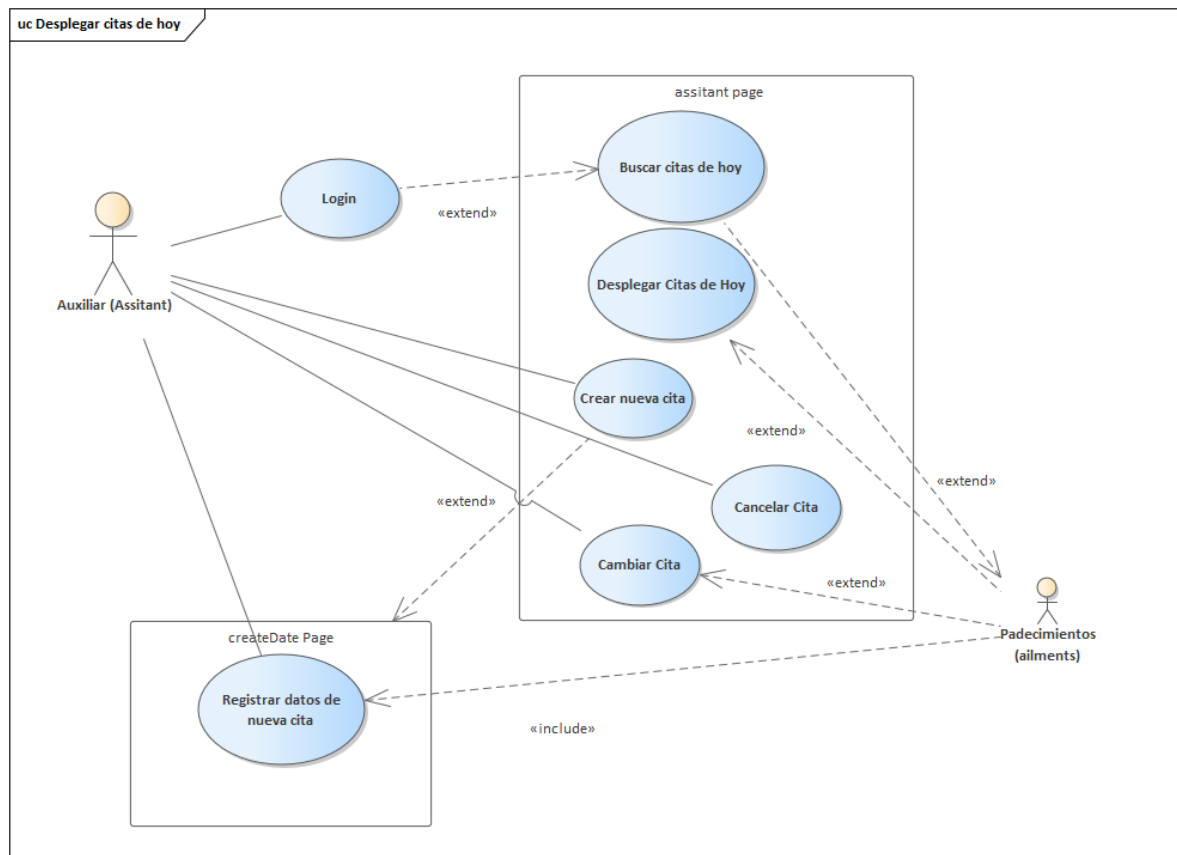 uc Desplegar citas de hoy
assitant page
Buscar citas de hoy
Login
«extend»
Desplegar Citas de Hoy
Auxiliar (Assitant)
Crear nueva cita
«extend»
«extend»
«extend»
Cancelar Cita
Cambiar Cita
«extend»
Padecimientos
(ailments)
createDate Page
Registrar datos de
nueva cita
«include»